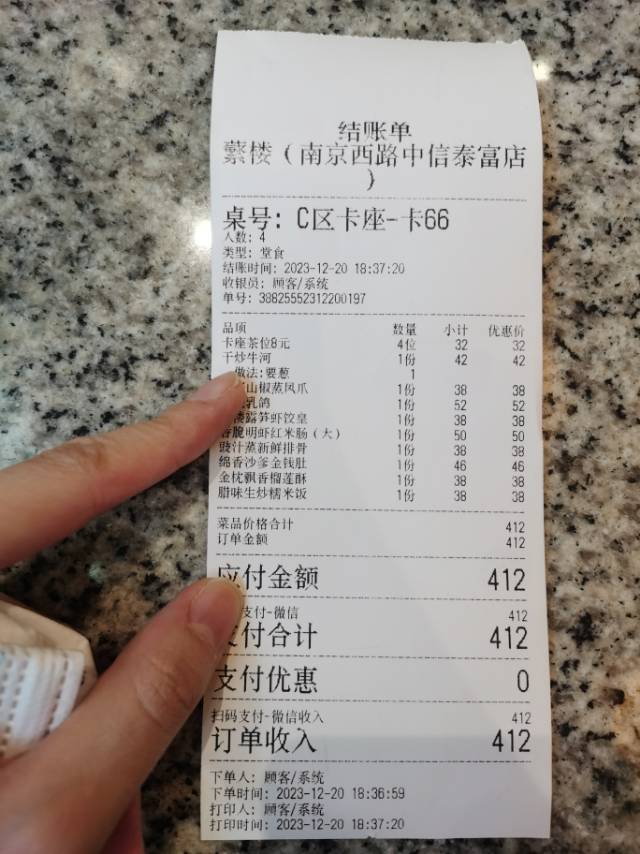 结账单
蘩楼（南京西路中信泰富店
）
桌号: C区卡座-卡66
人数: 4
类型: 堂食
结账时间: 2023-12-20 18:37:20
收银员: 顾客/系统
单号: 38825552312200197
品项 数量 小计 优惠价
卡座茶位8元 4位 32 32
干炒牛河 1份 42 42
做法:要葱 1
山椒蒸凤爪 1份 38 38
乳鸽 1份 52 52
楼露笋虾饺皇 1份 38 38
香脆明虾红米肠（大） 1份 50 50
豉汁蒸新鲜排骨 1份 38 38
绵香沙爹金钱肚 1份 46 46
金枕飘香榴莲酥 1份 38 38
腊味生炒糯米饭 1份 38 38
菜品价格合计 412
订单金额 412
应付金额 412
支付-微信 412
支付合计 412
支付优惠 0
扫码支付-微信收入 412
订单收入 412
下单人: 顾客/系统
下单时间: 2023-12-20 18:36:59
打印人: 顾客/系统
打印时间: 2023-12-20 18:37:20